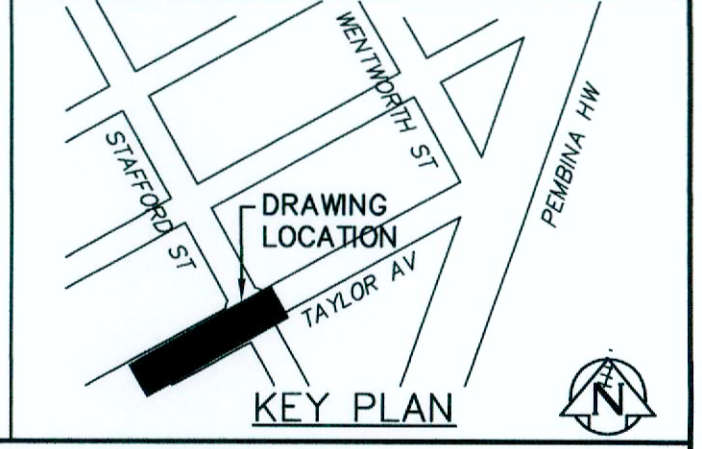 WENTWORTH ST
STAFFORD ST
PEMBINA HW
DRAWING
LOCATION
TAYLOR AV
KEY PLAN
N